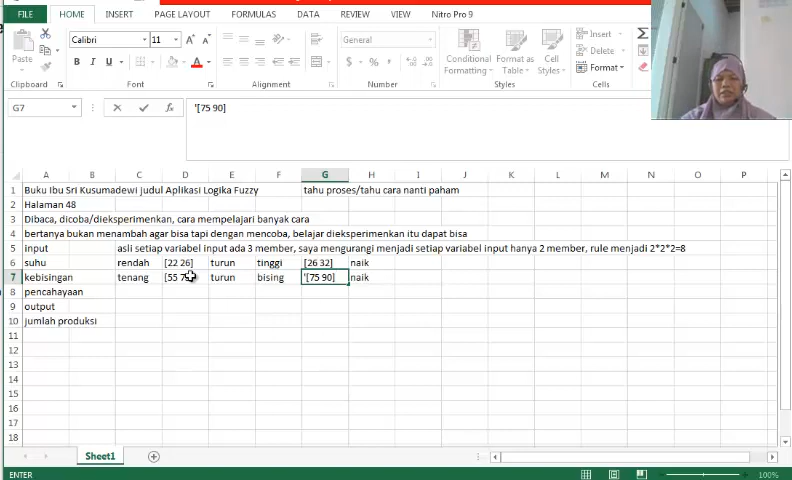 FILE HOME INSERT PAGE LAYOUT FORMULAS DATA REVIEW VIEW Nitro Pro 9
Calibri 11 General Insert
Paste B I U $ % Conditional Formatting Format as Table Cell Styles Delete
Format
Clipboard Font Alignment Number Styles Cells
G7 fx '[75 90]
A B C D E F G H I J K L M N O P
1 Buku Ibu Sri Kusumadewi judul Aplikasi Logika Fuzzy tahu proses/tahu cara nanti paham
2 Halaman 48
3 Dibaca, dicoba/dieksperimenkan, cara mempelajari banyak cara
4 bertanya bukan menambah agar bisa tapi dengan mencoba, belajar dieksperimenkan itu dapat bisa
5 input asli setiap variabel input ada 3 member, saya mengurangi menjadi setiap variabel input hanya 2 member, rule menjadi 2*2*2=8
6 suhu rendah [22 26] turun tinggi [26 32] naik
7 kebisingan tenang [55 turun bising '[75 90] naik
8 pencahayaan
9 output
10 jumlah produksi
11
12
13
14
15
16
17
18
Sheet1
ENTER 100%